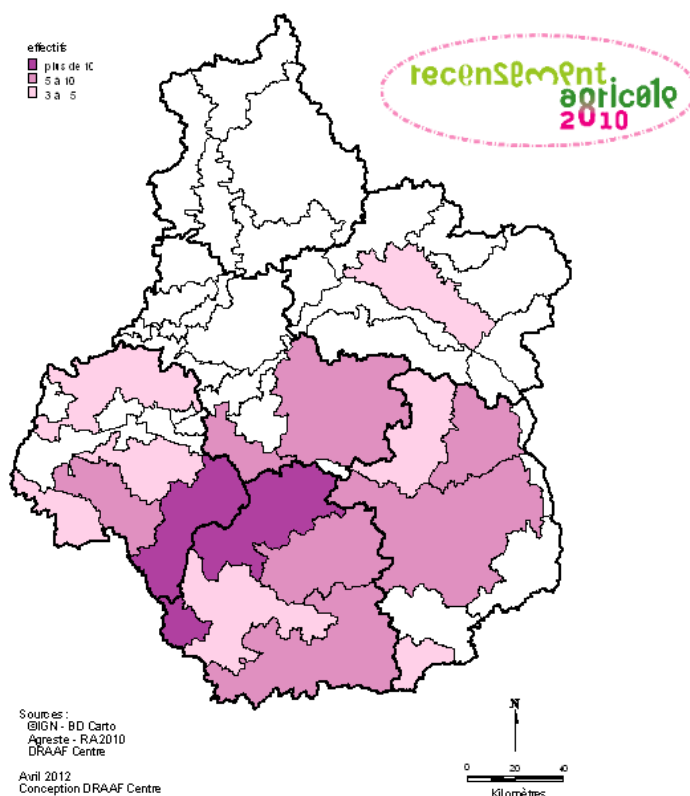 effectifs
plus de 10
5 à 10
3 à 5
recensement
agricole
2010
Sources :
©IGN - BD Carto
Agreste - RA2010
DRAAF Centre
Avril 2012
Conception DRAAF Centre
N
0 20 40
Kilomètres